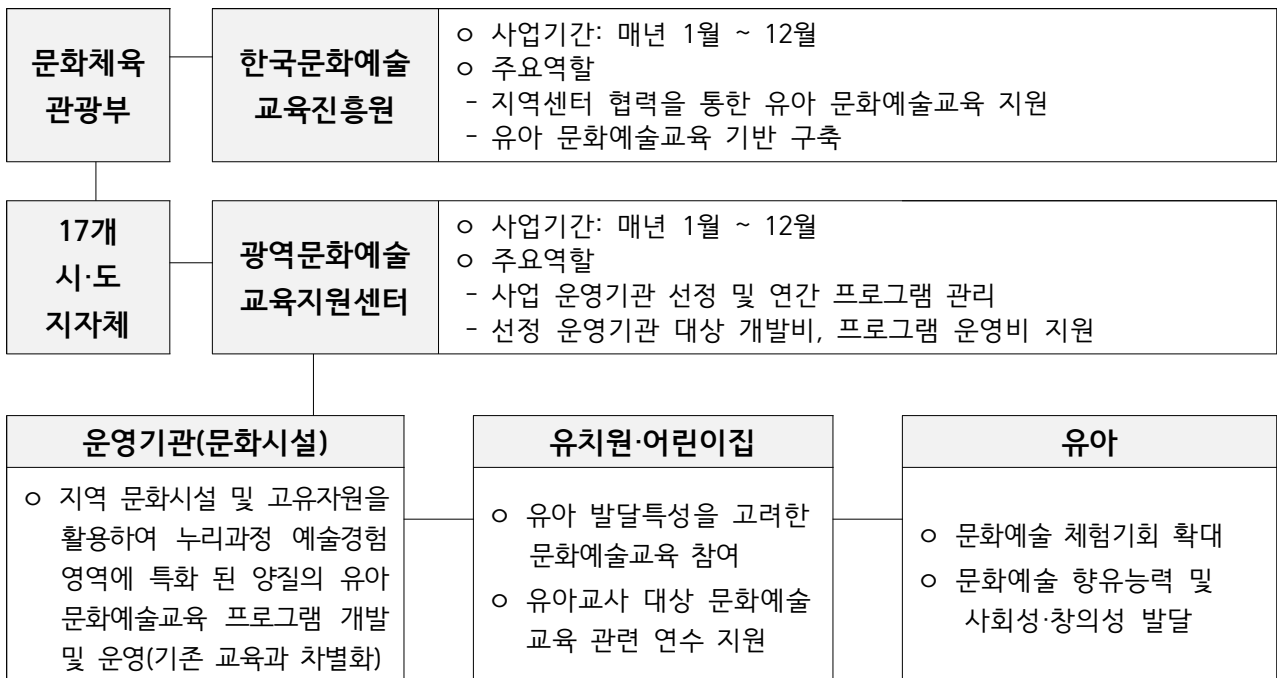 문화체육
관광부
한국문화예술
교육진흥원
ㅇ 사업기간: 매년 1월 ~ 12월
ㅇ 주요역할
- 지역센터 협력을 통한 유아 문화예술교육 지원
- 유아 문화예술교육 기반 구축
17개
시·도
지자체
광역문화예술
교육지원센터
ㅇ 사업기간: 매년 1월 ~ 12월
ㅇ 주요역할
- 사업 운영기관 선정 및 연간 프로그램 관리
- 선정 운영기관 대상 개발비, 프로그램 운영비 지원
운영기관(문화시설)
ㅇ 지역 문화시설 및 고유자원을
활용하여 누리과정 예술경험
영역에 특화 된 양질의 유아
문화예술교육 프로그램 개발
및 운영(기존 교육과 차별화)
유치원·어린이집
ㅇ 유아 발달특성을 고려한
문화예술교육 참여
ㅇ 유아교사 대상 문화예술
교육 관련 연수 지원
유아
ㅇ 문화예술 체험기회 확대
ㅇ 문화예술 향유능력 및
사회성·창의성 발달